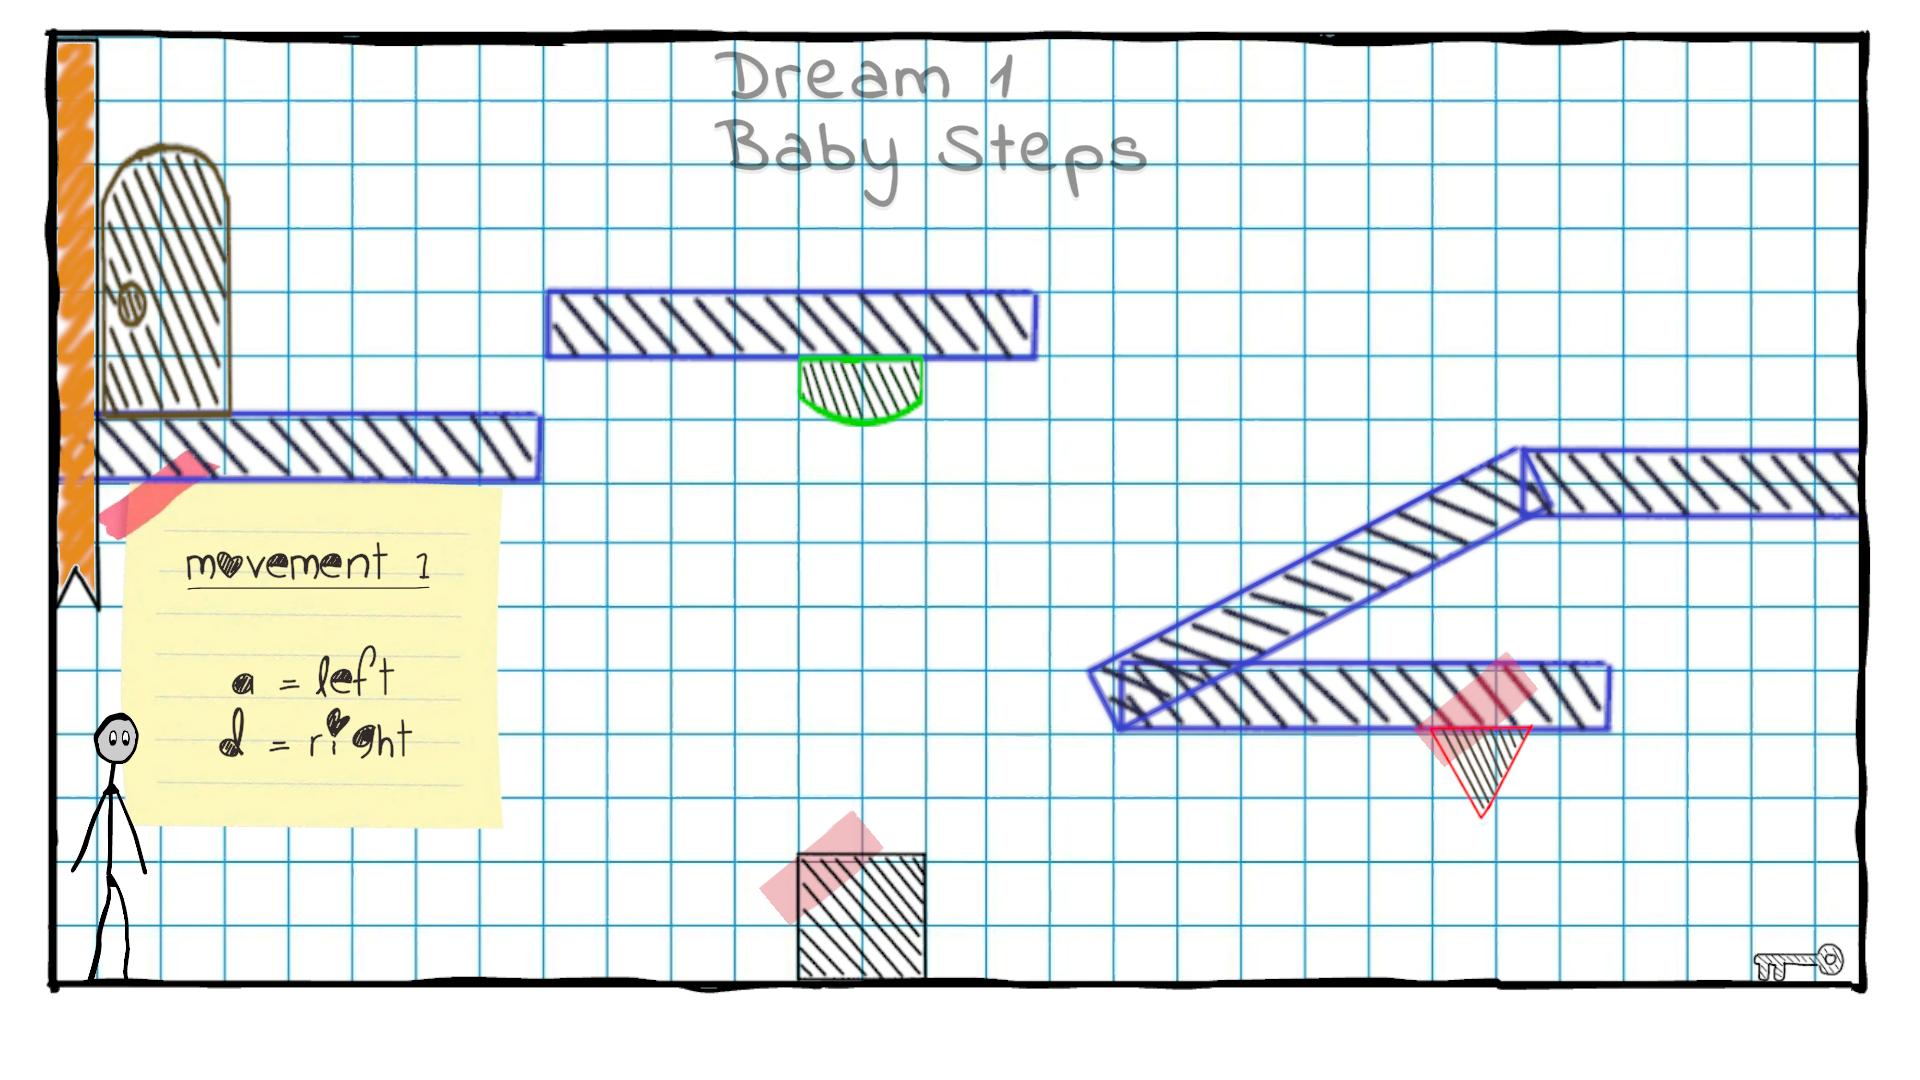 Dream 1
Baby Steps
movement 1
a = left
d = right